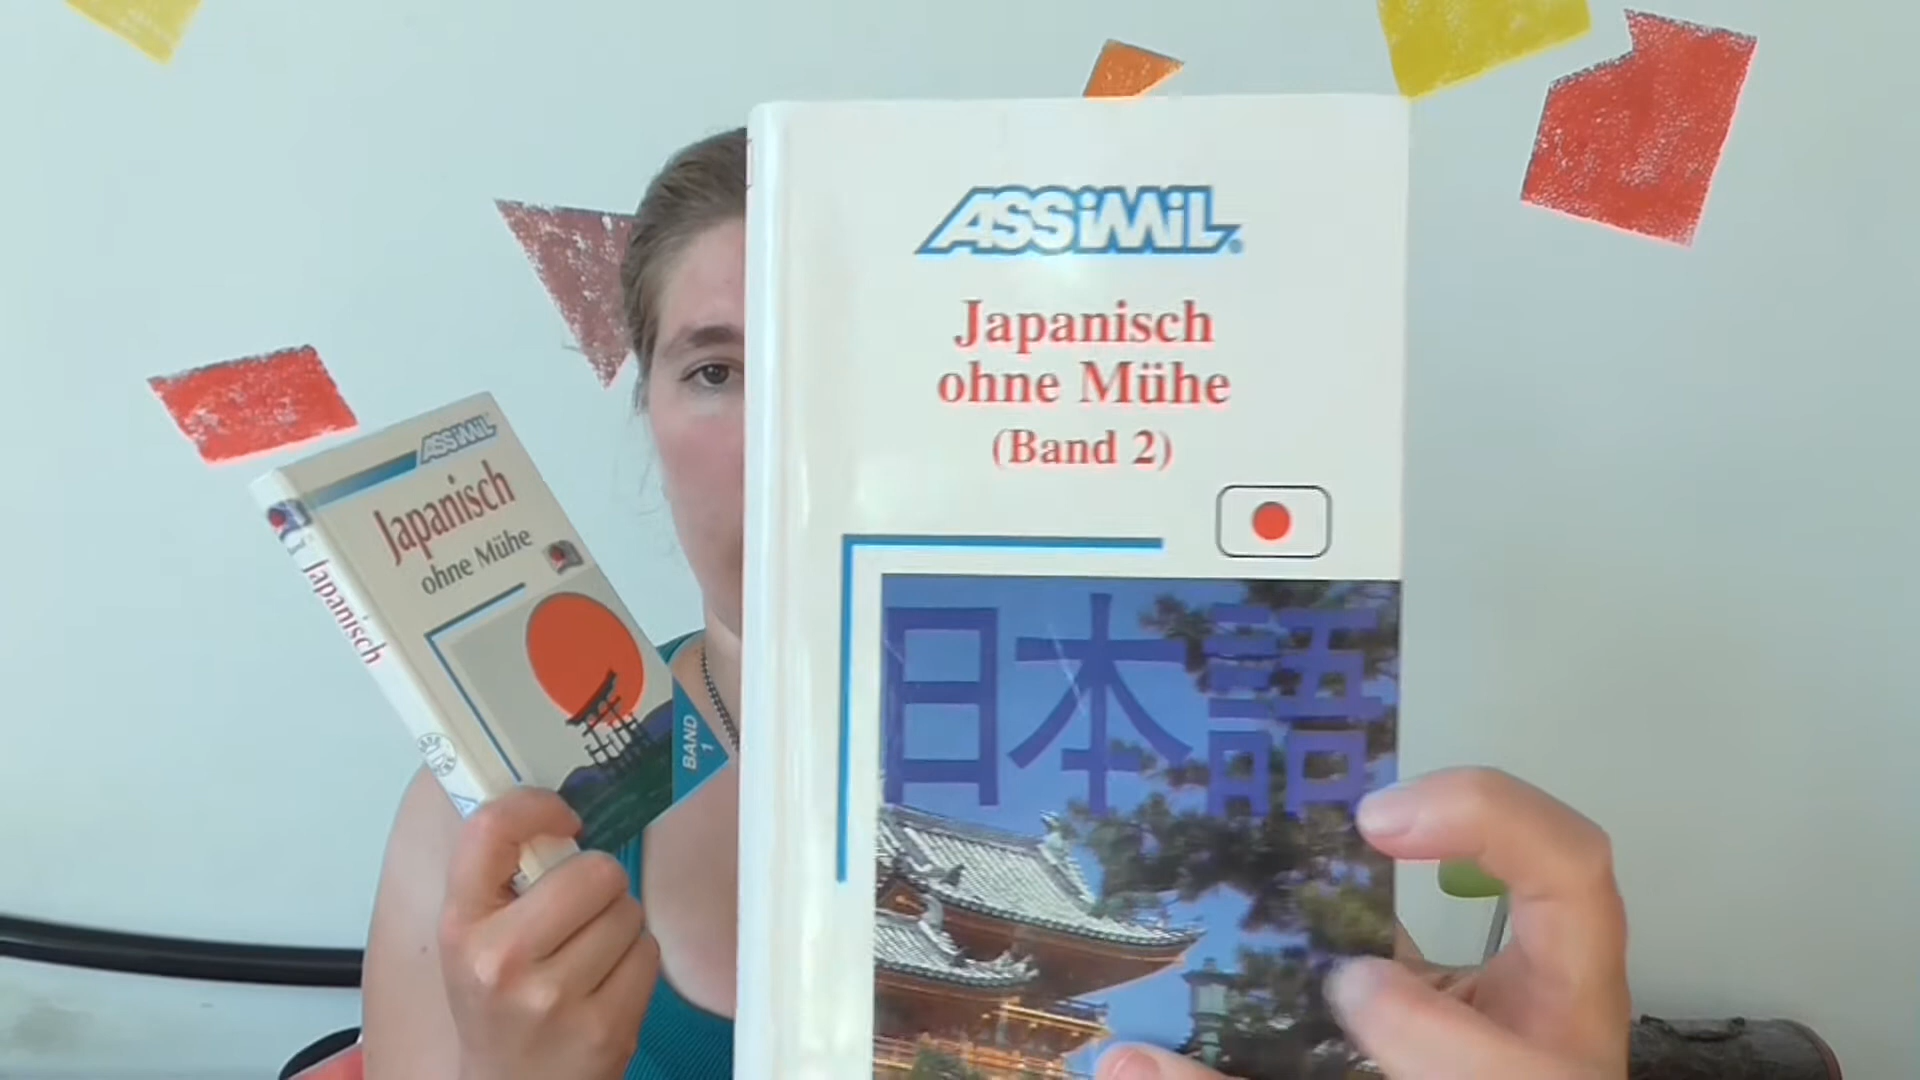 ASSiMiL
Japanisch
ohne Mühe
BAND
1
Japanisch
ASSiMiL
Japanisch
ohne Mühe
(Band 2)
日本語